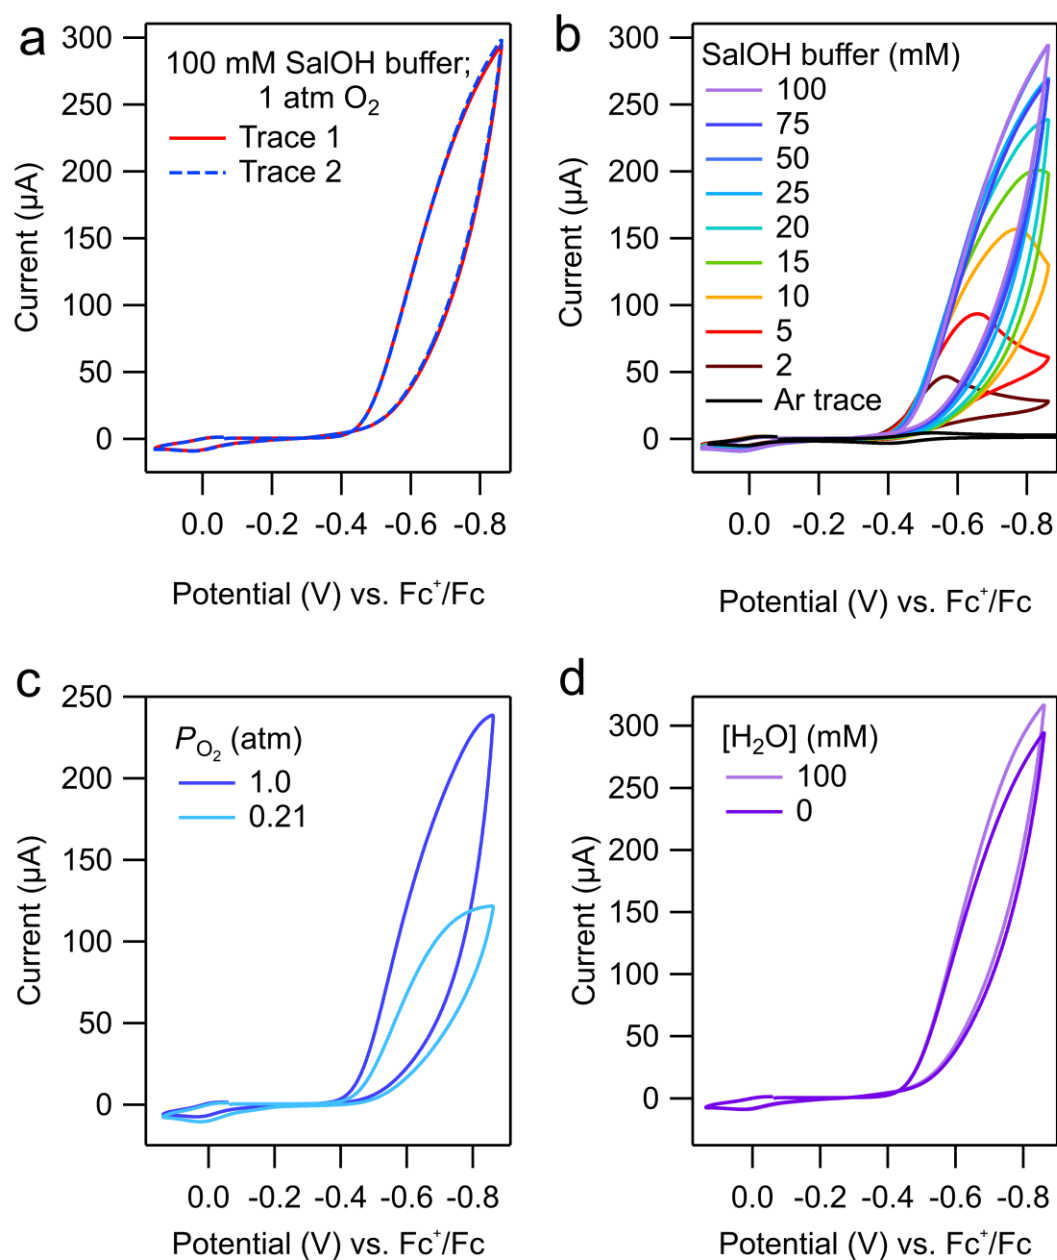 a
300
250
200
150
100
50
0
Current (µA)
100 mM SalOH buffer;
1 atm O₂
Trace 1
Trace 2
0.0 -0.2 -0.4 -0.6 -0.8
Potential (V) vs. Fc⁺/Fc
b
300
250
200
150
100
50
0
Current (µA)
SalOH buffer (mM)
100
75
50
25
20
15
10
5
2
Ar trace
0.0 -0.2 -0.4 -0.6 -0.8
Potential (V) vs. Fc⁺/Fc
c
250
200
150
100
50
0
Current (µA)
P_O₂ (atm)
1.0
0.21
0.0 -0.2 -0.4 -0.6 -0.8
Potential (V) vs. Fc⁺/Fc
d
300
250
200
150
100
50
0
Current (µA)
[H₂O] (mM)
100
0
0.0 -0.2 -0.4 -0.6 -0.8
Potential (V) vs. Fc⁺/Fc